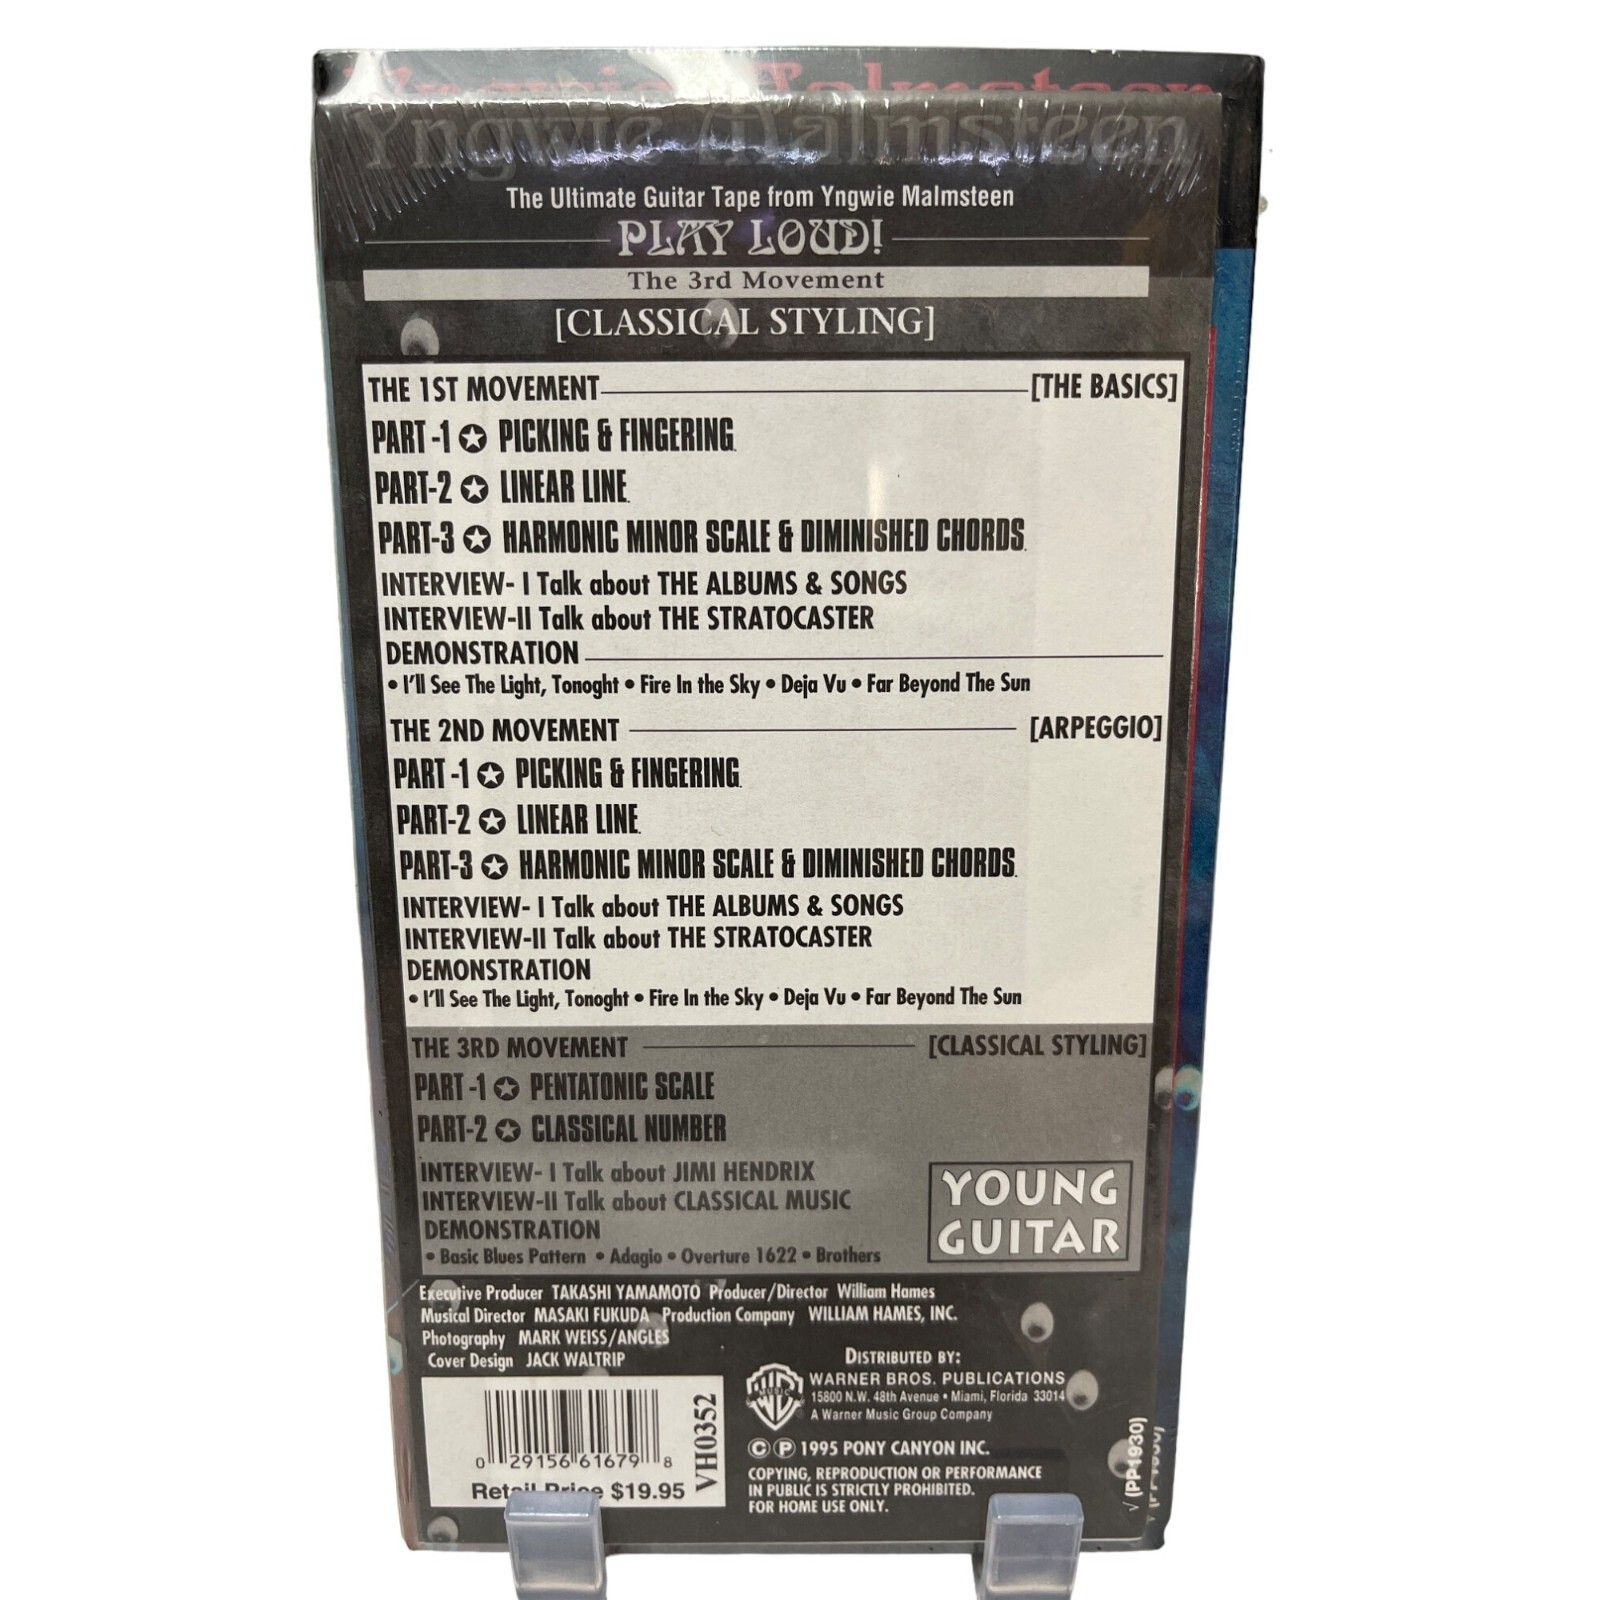 Yngwie Malmsteen
Yngwie Malmsteen
The Ultimate Guitar Tape from Yngwie Malmsteen
PLAY LOUD!
The 3rd Movement
[CLASSICAL STYLING]
THE 1ST MOVEMENT [THE BASICS]
PART -1 ✪ PICKING & FINGERING.
PART-2 ✪ LINEAR LINE.
PART-3 ✪ HARMONIC MINOR SCALE & DIMINISHED CHORDS.
INTERVIEW- I Talk about THE ALBUMS & SONGS
INTERVIEW-II Talk about THE STRATOCASTER
DEMONSTRATION
• I'll See The Light, Tonoght • Fire In the Sky • Deja Vu • Far Beyond The Sun
THE 2ND MOVEMENT [ARPEGGIO]
PART -1 ✪ PICKING & FINGERING.
PART-2 ✪ LINEAR LINE.
PART-3 ✪ HARMONIC MINOR SCALE & DIMINISHED CHORDS.
INTERVIEW- I Talk about THE ALBUMS & SONGS
INTERVIEW-II Talk about THE STRATOCASTER
DEMONSTRATION
• I'll See The Light, Tonoght • Fire In the Sky • Deja Vu • Far Beyond The Sun
THE 3RD MOVEMENT [CLASSICAL STYLING]
PART -1 ✪ PENTATONIC SCALE
PART-2 ✪ CLASSICAL NUMBER
INTERVIEW- I Talk about JIMI HENDRIX
INTERVIEW-II Talk about CLASSICAL MUSIC
DEMONSTRATION
• Basic Blues Pattern • Adagio • Overture 1622 • Brothers
YOUNG
GUITAR
Executive Producer TAKASHI YAMAMOTO Producer/Director William Hames
Musical Director MASAKI FUKUDA Production Company WILLIAM HAMES, INC.
Photography MARK WEISS/ANGLES
Cover Design JACK WALTRIP
0 29156 61679 8
Retail Price $19.95
VH0352
DISTRIBUTED BY:
MUSIC
WARNER BROS. PUBLICATIONS
15800 N.W. 48th Avenue • Miami, Florida 33014
A Warner Music Group Company
© ℗ 1995 PONY CANYON INC.
COPYING, REPRODUCTION OR PERFORMANCE
IN PUBLIC IS STRICTLY PROHIBITED.
FOR HOME USE ONLY.
√ (PP1930)
(PP1930)